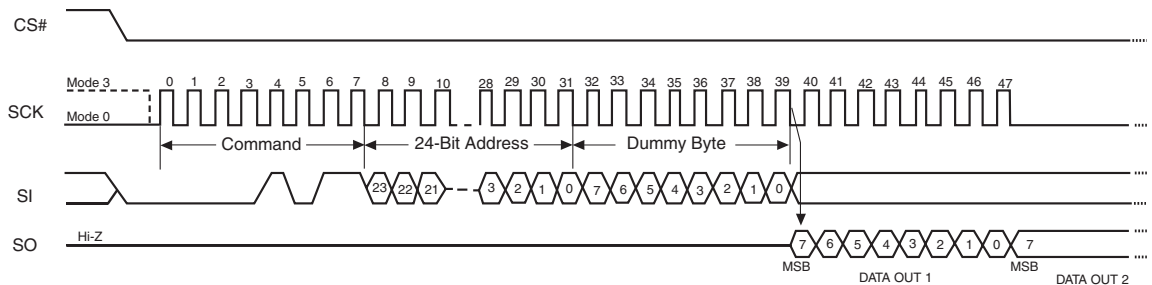 CS#
Mode 3
0 1 2 3 4 5 6 7 8 9 10 28 29 30 31 32 33 34 35 36 37 38 39 40 41 42 43 44 45 46 47
SCK
Mode 0
Command 24-Bit Address Dummy Byte
SI 23 22 21 3 2 1 0 7 6 5 4 3 2 1 0
SO Hi-Z 7 6 5 4 3 2 1 0 7
MSB DATA OUT 1 MSB DATA OUT 2